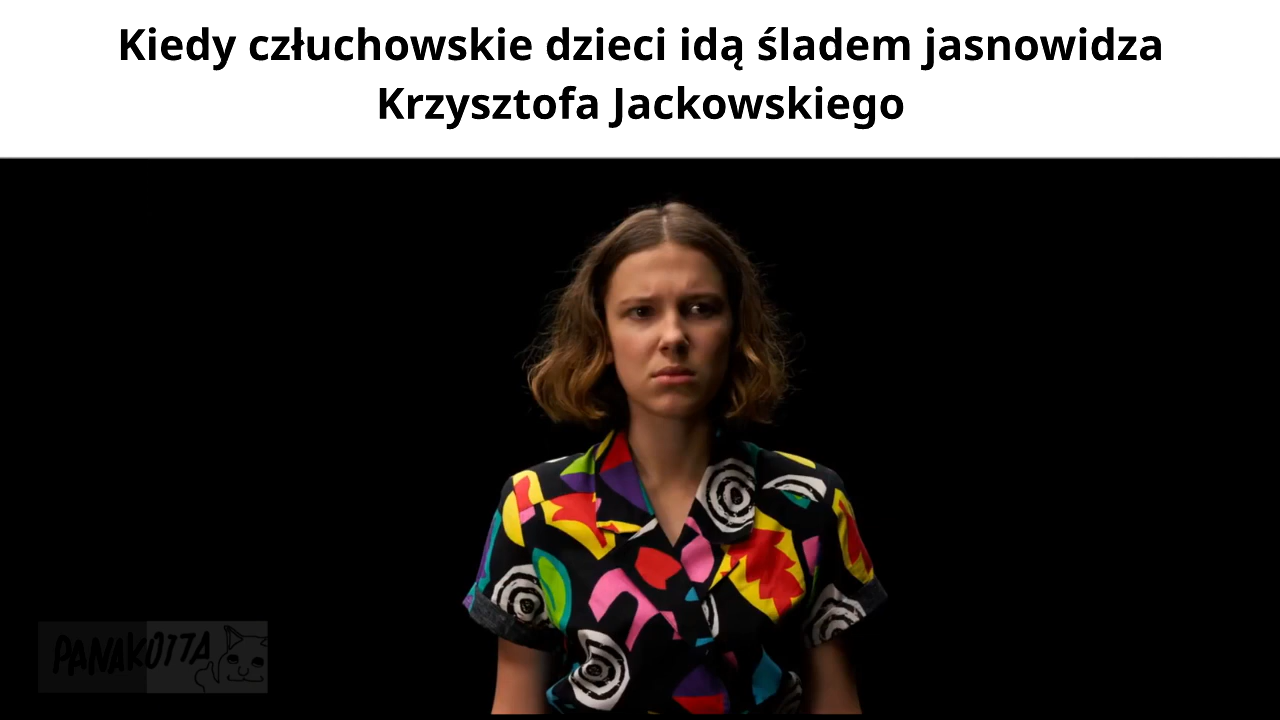 Kiedy człuchowskie dzieci idą śladem jasnowidza
Krzysztofa Jackowskiego
PANAKOTTA